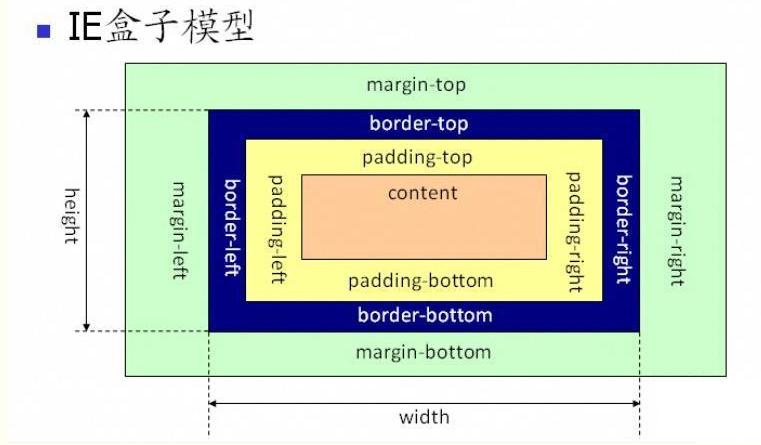 IE盒子模型
margin-top
border-top
padding-top
content
height
margin-left
border-left
padding-left
padding-right
border-right
margin-right
padding-bottom
border-bottom
margin-bottom
width